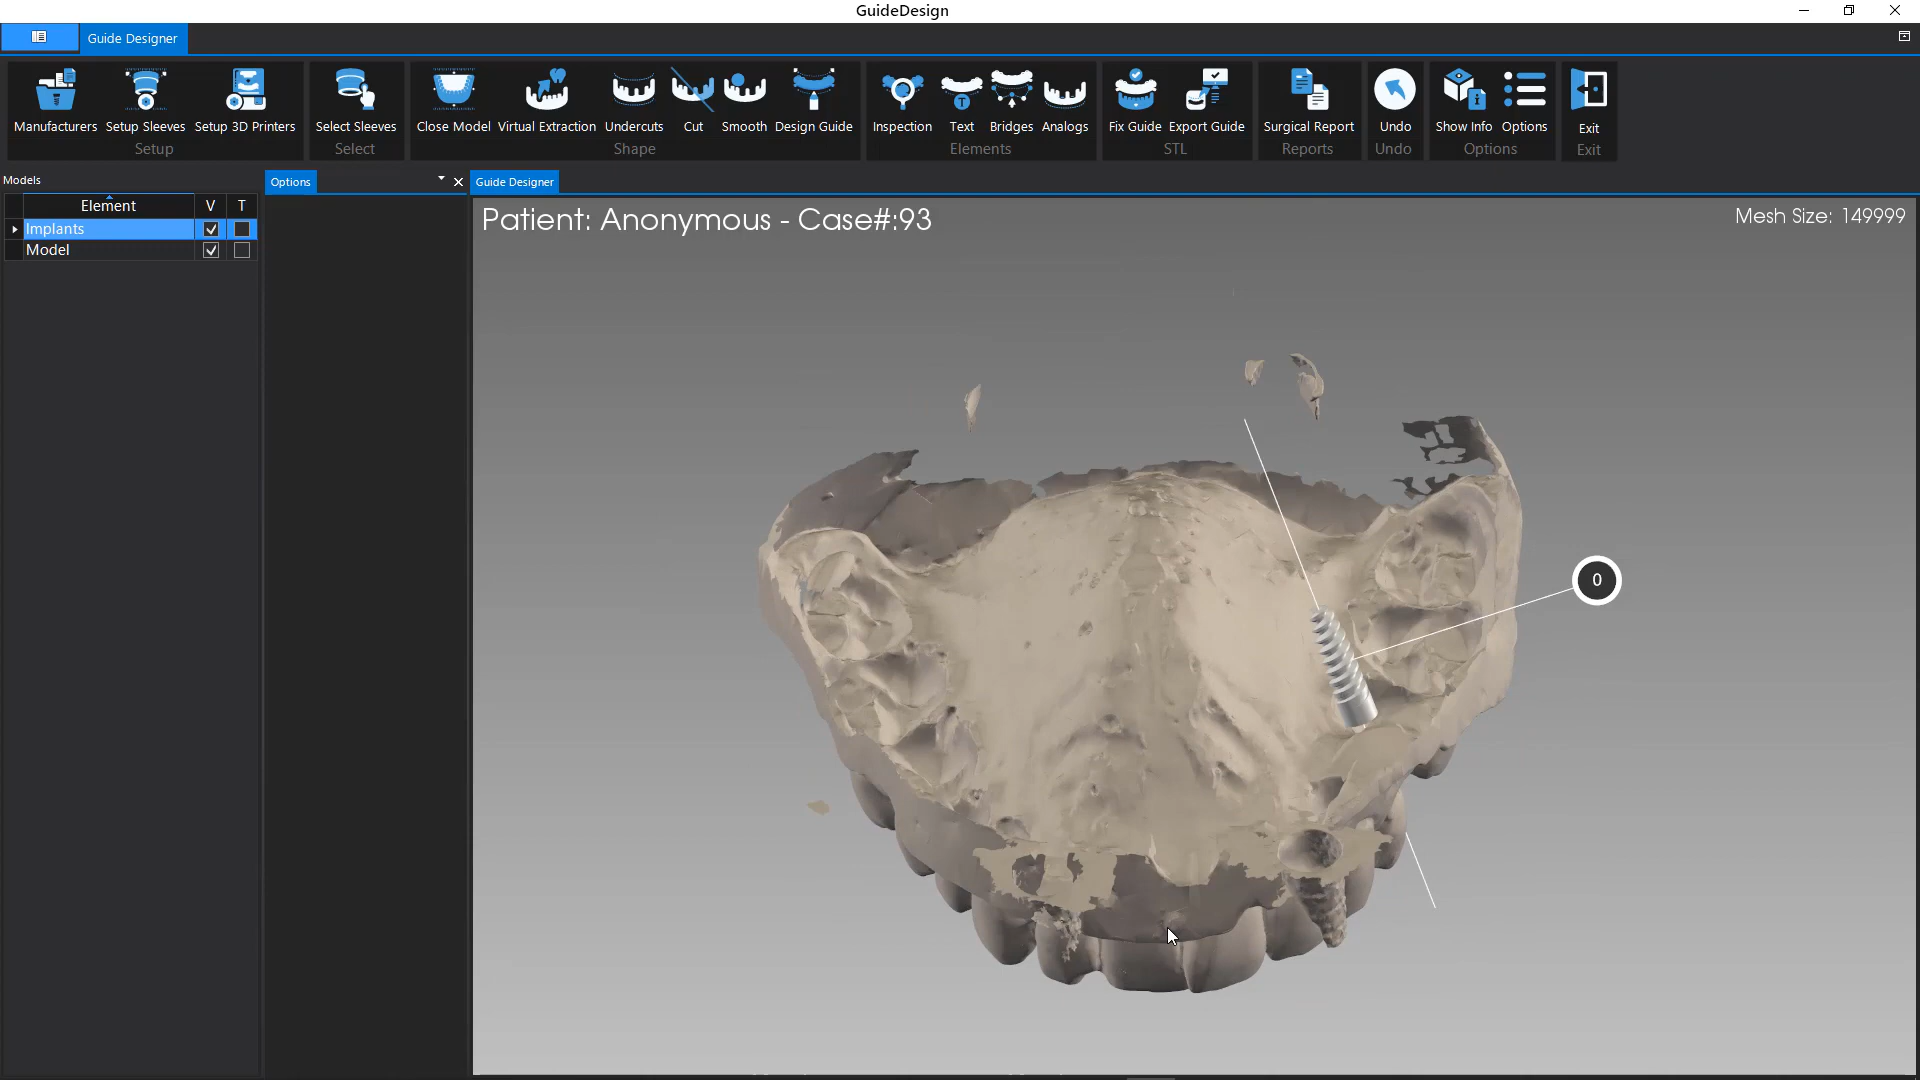 GuideDesign
Guide Designer
Manufacturers Setup Sleeves Setup 3D Printers Select Sleeves Close Model Virtual Extraction Undercuts Cut Smooth Design Guide Inspection Text Bridges Analogs Fix Guide Export Guide Surgical Report Undo Show Info Options Exit
Setup Select Shape Elements STL Reports Undo Options Exit
Models
Options
Guide Designer
Element V T
Implants
Model
Patient: Anonymous - Case#:93
Mesh Size: 149999
0